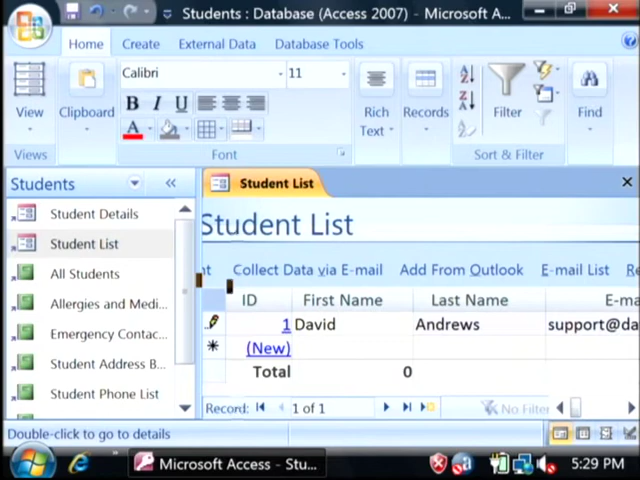 Students : Database (Access 2007) - Microsoft A...
Home Create External Data Database Tools
Calibri 11
View Clipboard B I U Rich Text Records Filter Find
Views Font Sort & Filter
Students « Student List
Student Details
Student List
All Students
Allergies and Medi...
Emergency Contac...
Student Address B...
Student Phone List
Student List
nt Collect Data via E-mail Add From Outlook E-mail List Re
ID First Name Last Name E-ma
1 David Andrews support@da
(New)
Total 0
Record: 1 of 1 No Filter
Double-click to go to details
Microsoft Access - Stu... 5:29 PM